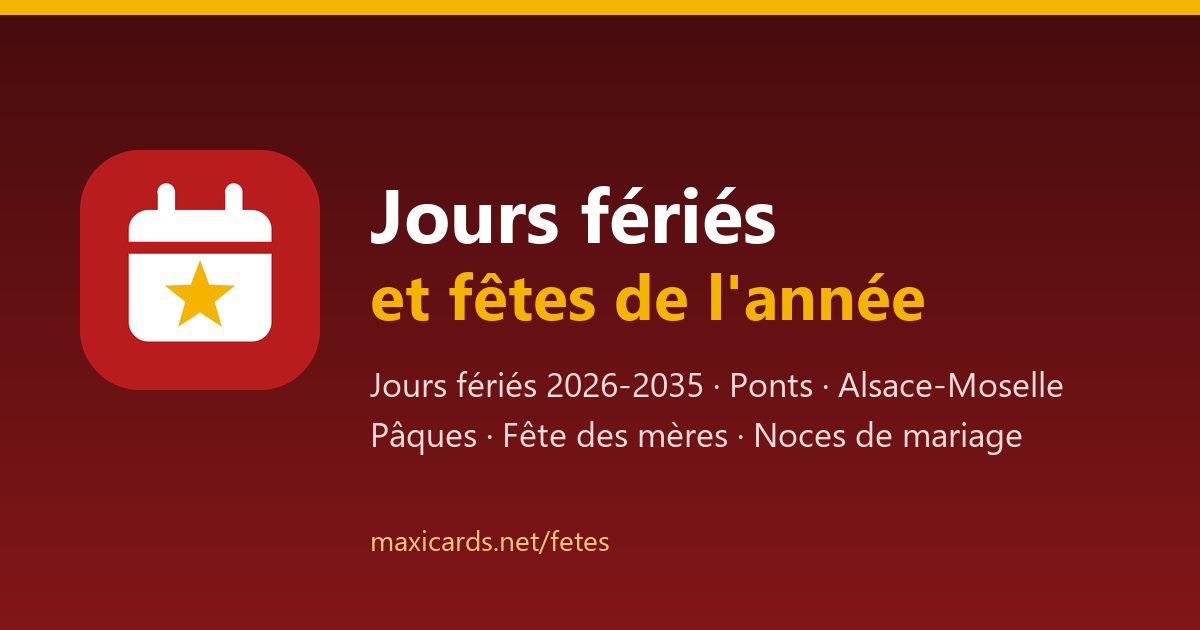 Jours fériés
et fêtes de l'année
Jours fériés 2026-2035 · Ponts · Alsace-Moselle
Pâques · Fête des mères · Noces de mariage
maxicards.net/fetes